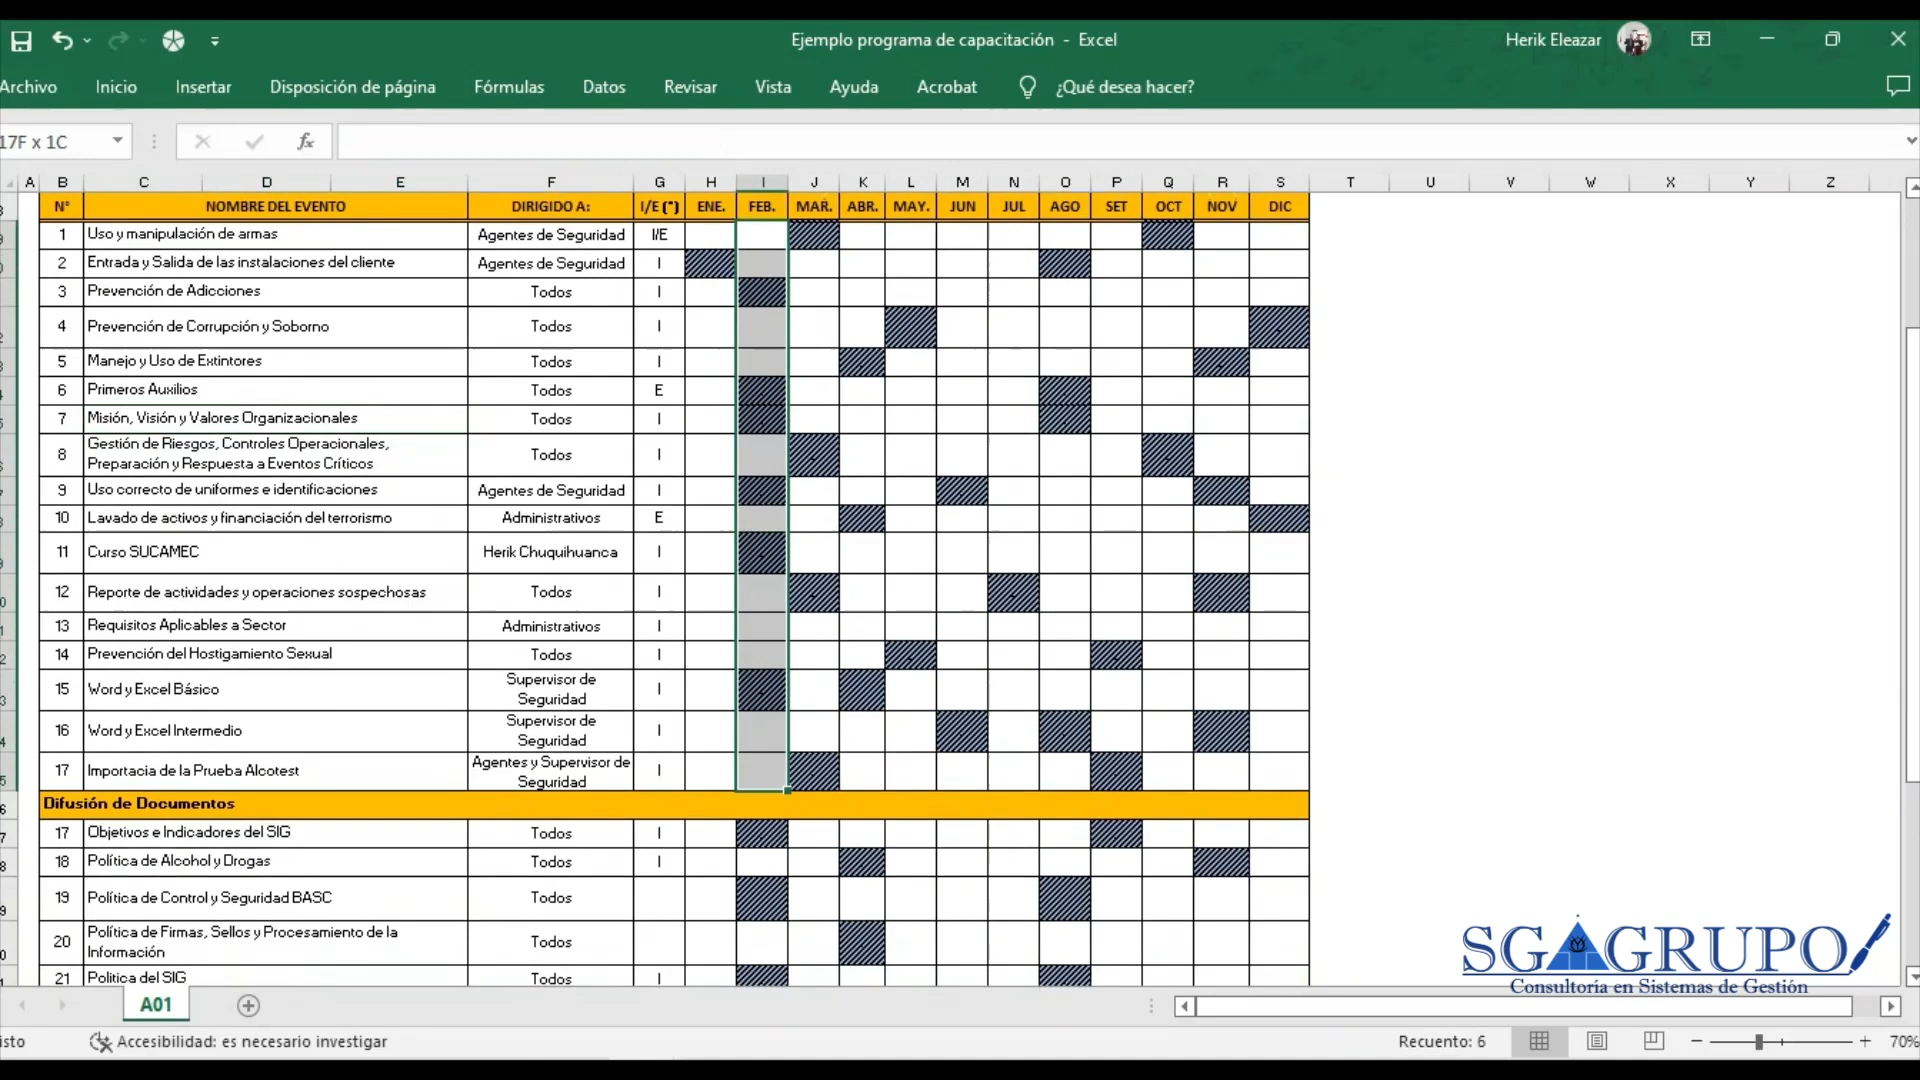 Ejemplo programa de capacitación - Excel
Herik Eleazar
Archivo Inicio Insertar Disposición de página Fórmulas Datos Revisar Vista Ayuda Acrobat ¿Qué desea hacer?
17F x 1C fx
A B C D E F G H I J K L M N O P Q R S T U V W X Y Z
N° NOMBRE DEL EVENTO DIRIGIDO A: I/E (*) ENE. FEB. MAR. ABR. MAY. JUN JUL AGO SET OCT NOV DIC
1 Uso y manipulación de armas Agentes de Seguridad I/E
2 Entrada y Salida de las instalaciones del cliente Agentes de Seguridad I
3 Prevención de Adicciones Todos I
4 Prevención de Corrupción y Soborno Todos I
5 Manejo y Uso de Extintores Todos I
6 Primeros Auxilios Todos E
7 Misión, Visión y Valores Organizacionales Todos I
8 Gestión de Riesgos, Controles Operacionales,
Preparación y Respuesta a Eventos Críticos Todos I
9 Uso correcto de uniformes e identificaciones Agentes de Seguridad I
10 Lavado de activos y financiación del terrorismo Administrativos E
11 Curso SUCAMEC Herik Chuquihuanca I
12 Reporte de actividades y operaciones sospechosas Todos I
13 Requisitos Aplicables a Sector Administrativos I
14 Prevención del Hostigamiento Sexual Todos I
15 Word y Excel Básico Supervisor de
Seguridad I
16 Word y Excel Intermedio Supervisor de
Seguridad I
17 Importacia de la Prueba Alcotest Agentes y Supervisor de
Seguridad I
Difusión de Documentos
17 Objetivos e Indicadores del SIG Todos I
18 Política de Alcohol y Drogas Todos I
19 Política de Control y Seguridad BASC Todos
20 Política de Firmas, Sellos y Procesamiento de la
Información Todos
21 Politica del SIG Todos I
SGAGRUPO
Consultoría en Sistemas de Gestión
A01
isto Accesibilidad: es necesario investigar Recuento: 6 70%